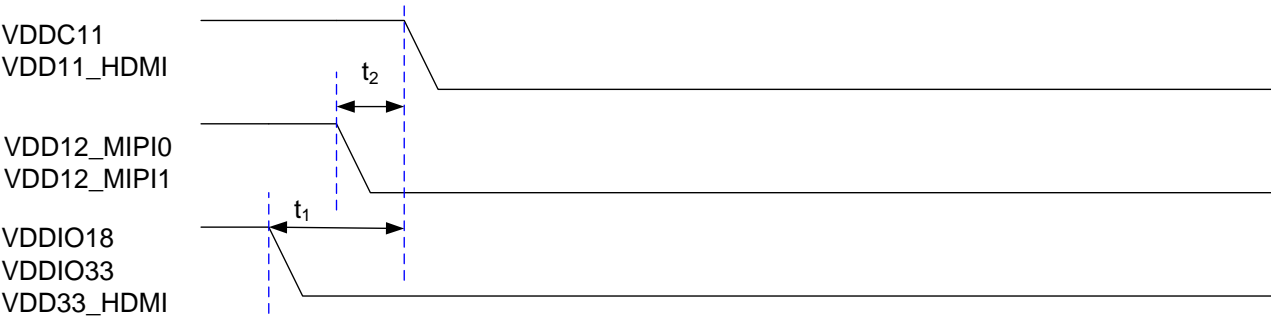 VDDC11
VDD11_HDMI
t2
VDD12_MIPI0
VDD12_MIPI1
t1
VDDIO18
VDDIO33
VDD33_HDMI